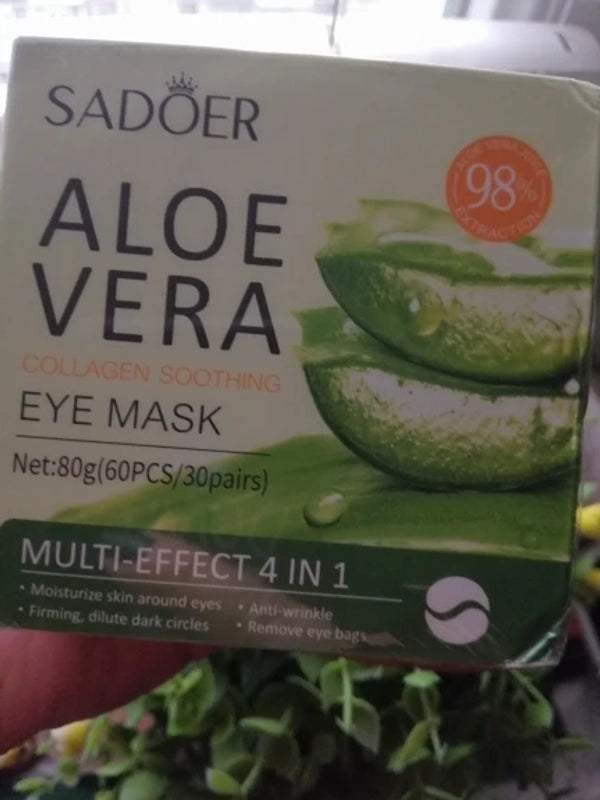 SADOER
98%
ALOE VERA JUICE
EXTRACTION
ALOE
VERA
COLLAGEN SOOTHING
EYE MASK
Net:80g(60PCS/30pairs)
MULTI-EFFECT 4 IN 1
• Moisturize skin around eyes • Anti-wrinkle
• Firming, dilute dark circles • Remove eye bags